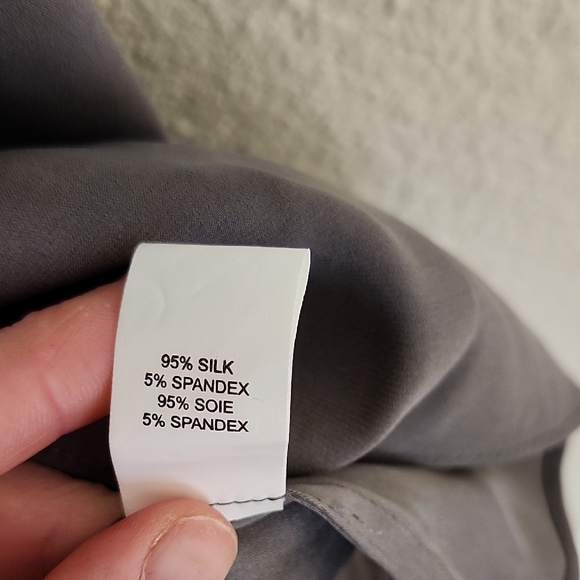 95% SILK
5% SPANDEX
95% SOIE
5% SPANDEX